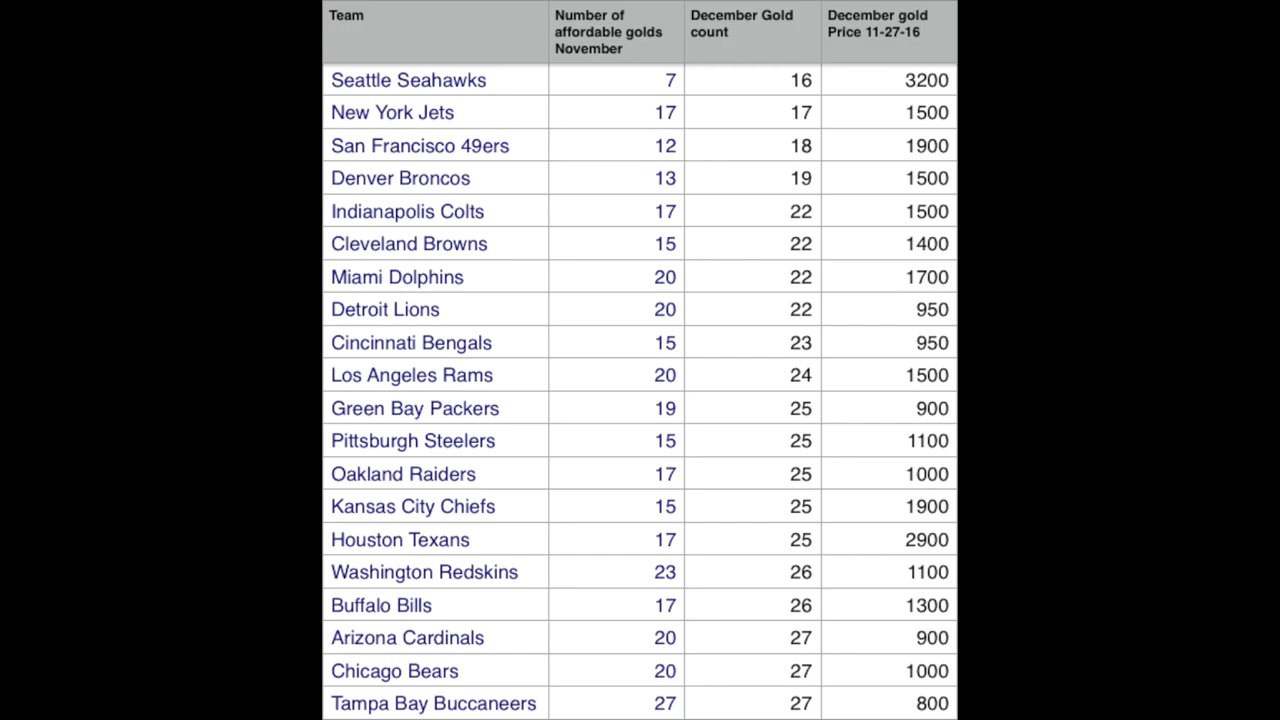 Team Number of affordable golds November December Gold count December gold Price 11-27-16
Seattle Seahawks 7 16 3200
New York Jets 17 17 1500
San Francisco 49ers 12 18 1900
Denver Broncos 13 19 1500
Indianapolis Colts 17 22 1500
Cleveland Browns 15 22 1400
Miami Dolphins 20 22 1700
Detroit Lions 20 22 950
Cincinnati Bengals 15 23 950
Los Angeles Rams 20 24 1500
Green Bay Packers 19 25 900
Pittsburgh Steelers 15 25 1100
Oakland Raiders 17 25 1000
Kansas City Chiefs 15 25 1900
Houston Texans 17 25 2900
Washington Redskins 23 26 1100
Buffalo Bills 17 26 1300
Arizona Cardinals 20 27 900
Chicago Bears 20 27 1000
Tampa Bay Buccaneers 27 27 800